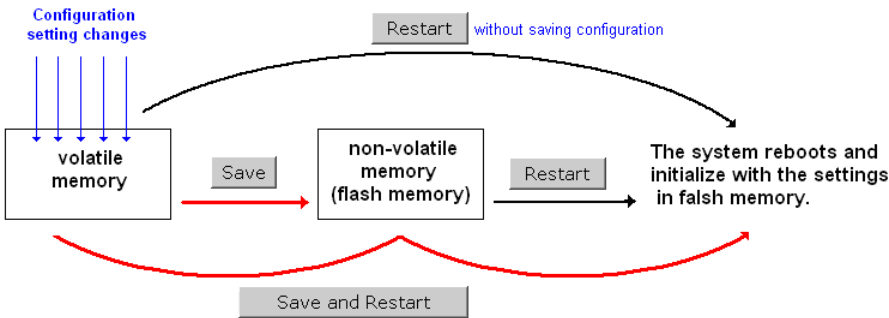 Configuration
setting changes
Restart without saving configuration
volatile
memory
Save
non-volatile
memory
(flash memory)
Restart
The system reboots and
initialize with the settings
in falsh memory.
Save and Restart